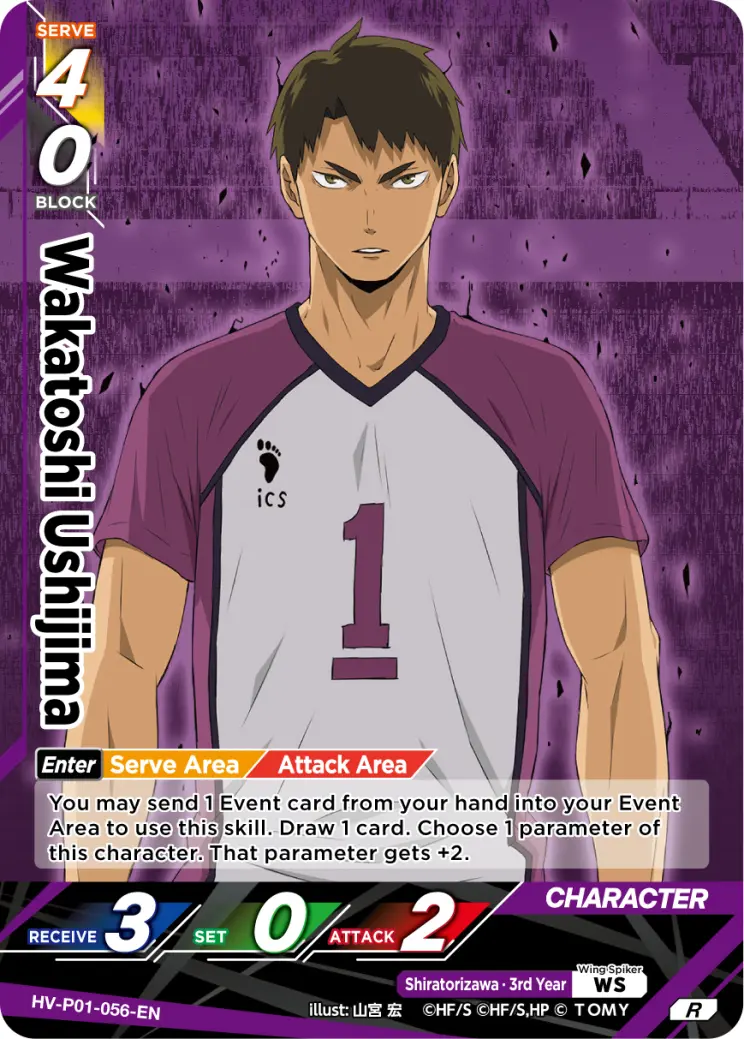 SERVE
4
0
BLOCK
Wakatoshi Ushijima
ics
1
Enter Serve Area Attack Area
You may send 1 Event card from your hand into your Event
Area to use this skill. Draw 1 card. Choose 1 parameter of
this character. That parameter gets +2.
CHARACTER
RECEIVE 3 SET 0 ATTACK 2
Wing Spiker
Shiratorizawa · 3rd Year WS
HV-P01-056-EN
illust: 山宮 宏 ©HF/S ©HF/S,HP © TOMY
R